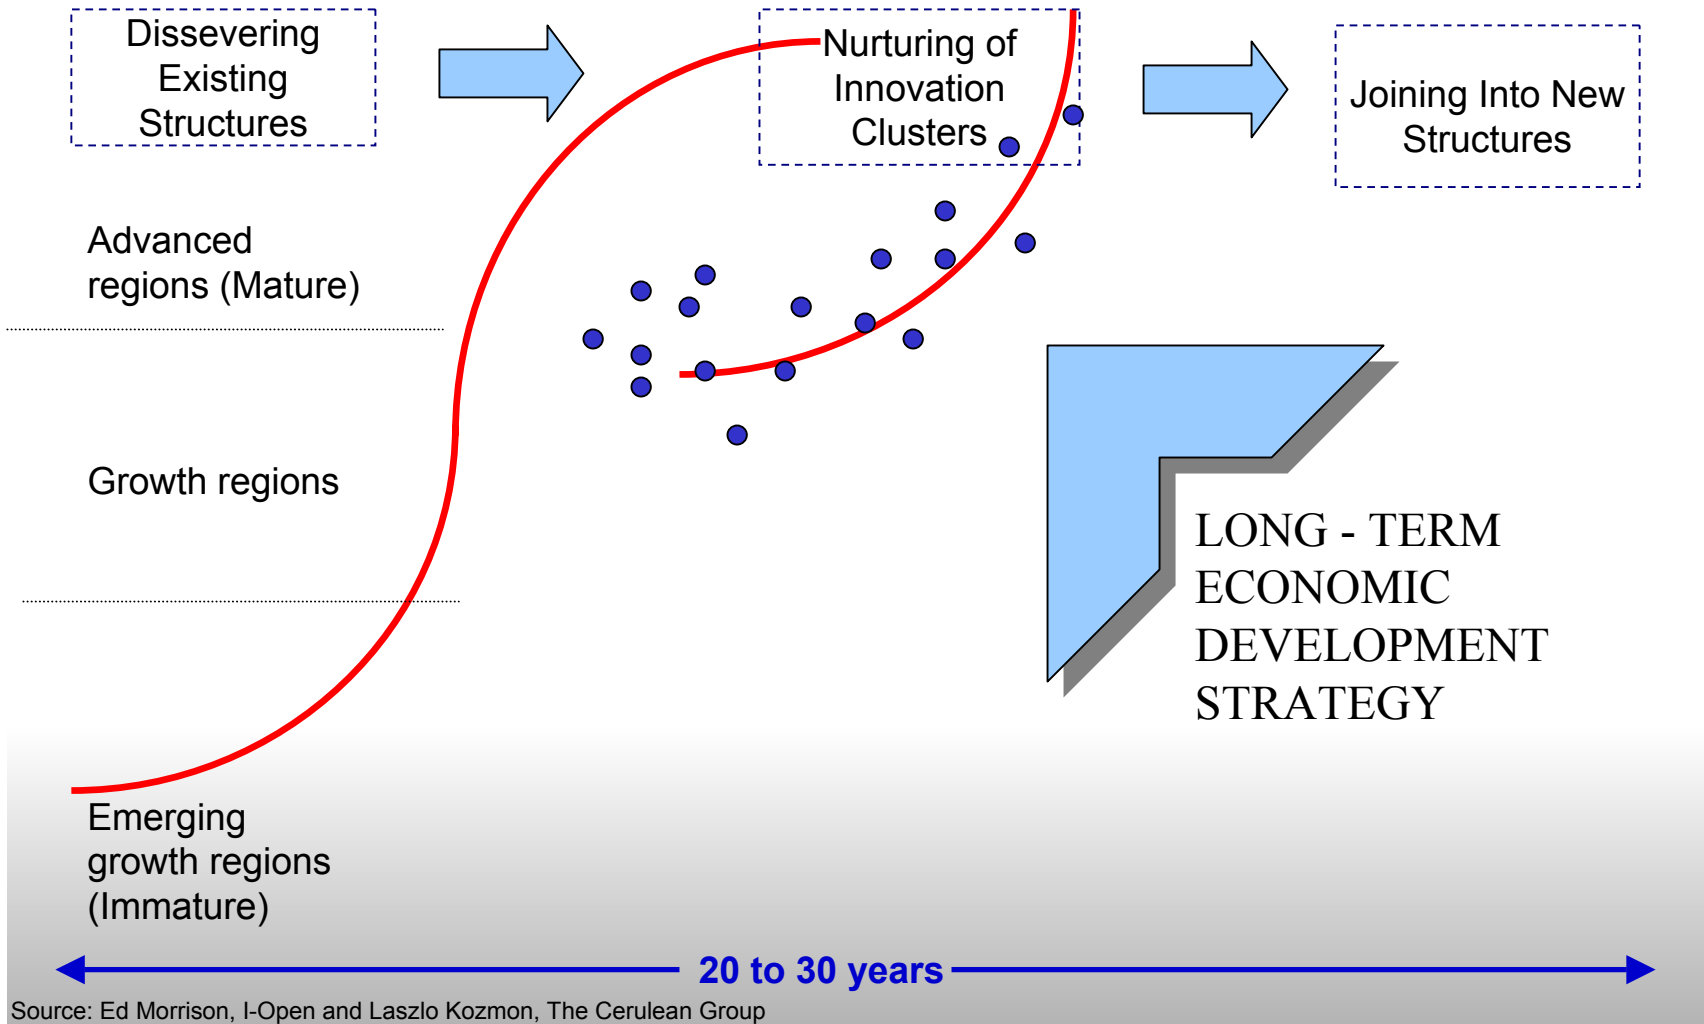 Dissevering
Existing
Structures
Nurturing of
Innovation
Clusters
Joining Into New
Structures
Advanced
regions (Mature)
Growth regions
LONG - TERM
ECONOMIC
DEVELOPMENT
STRATEGY
Emerging
growth regions
(Immature)
20 to 30 years
Source: Ed Morrison, I-Open and Laszlo Kozmon, The Cerulean Group